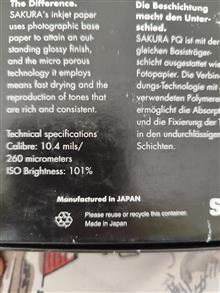 The Difference.
SAKURA's inkjet paper
uses photographic base
paper to attain an out-
standing glossy finish,
and the micro porous
technology it employs
means fast drying and the
reproduction of tones that
are rich and consistent.
Technical specifications
Calibre: 10.4 mils/
260 micrometers
ISO Brightness: 101%
Die Beschichtung
macht den Unter-
schied.
SAKURA PQ ist mit der
gleichen Basisträger-
schicht ausgestattet wie
Fotopapier. Die Verbin
dungs-Technologie mit
verwendeten Polymere
ermöglicht die Absorpt
und die Fixierung der T
in den undurchlässiger
Schichten.
Manufactured in JAPAN
Please reuse or recycle this container.
Made in Japan
S